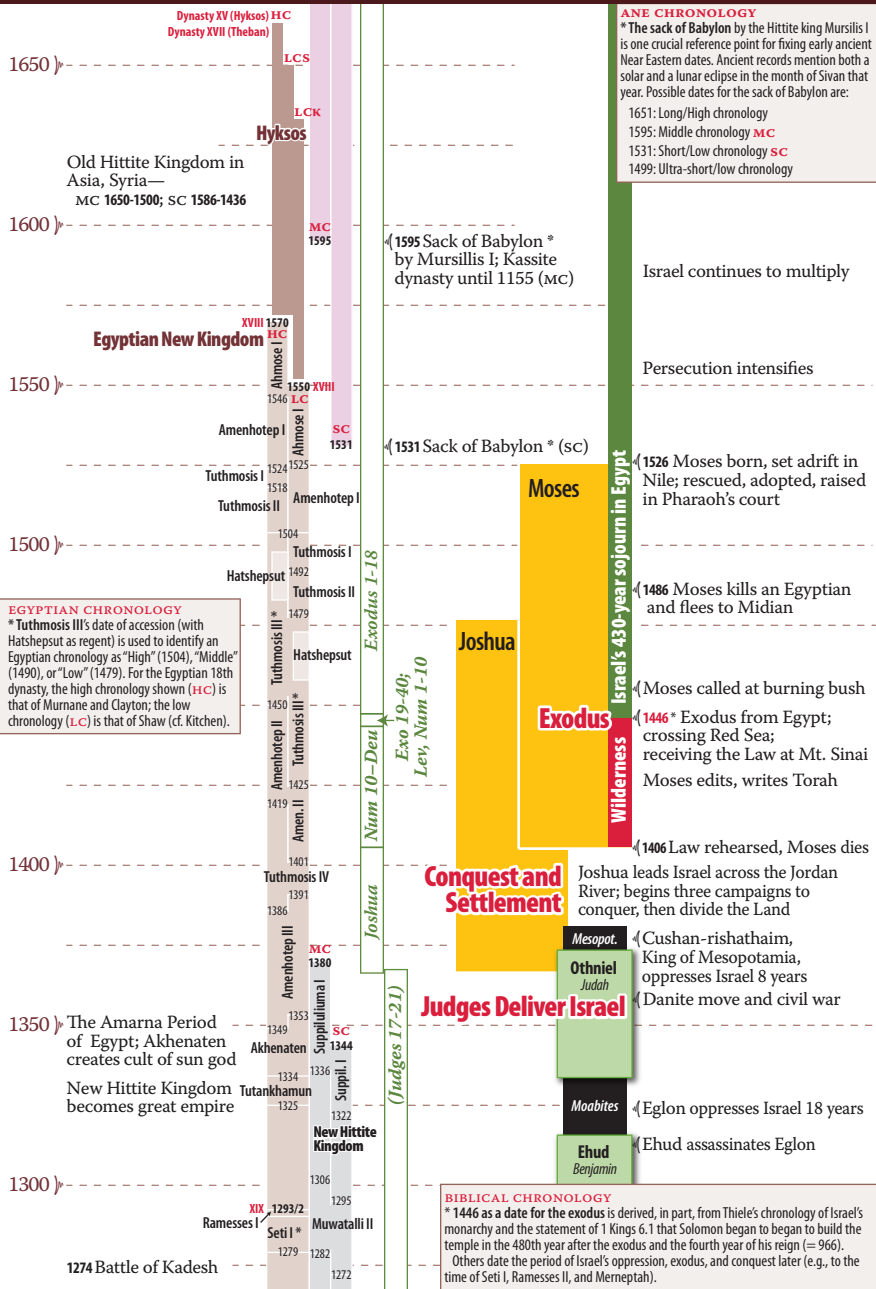 Dynasty XV (Hyksos) HC
Dynasty XVII (Theban)
LCS
LCK
Hyksos
1650
Old Hittite Kingdom in
Asia, Syria—
MC 1650-1500; SC 1586-1436
1600
MC
1595
1595 Sack of Babylon *
by Mursillis I; Kassite
dynasty until 1155 (MC)
ANE CHRONOLOGY
* The sack of Babylon by the Hittite king Mursilis I
is one crucial reference point for fixing early ancient
Near Eastern dates. Ancient records mention both a
solar and a lunar eclipse in the month of Sivan that
year. Possible dates for the sack of Babylon are:
1651: Long/High chronology
1595: Middle chronology MC
1531: Short/Low chronology SC
1499: Ultra-short/low chronology
Israel continues to multiply
XVIII 1570
HC
Egyptian New Kingdom
Ahmose I
Persecution intensifies
1550
1550 XVIII
1546
LC
Ahmose I
Amenhotep I
SC
1531
1531 Sack of Babylon * (SC)
1524
1525
Tuthmosis I
1518
Tuthmosis II
Amenhotep I
1504
Moses
Israel's 430-year sojourn in Egypt
1526 Moses born, set adrift in
Nile; rescued, adopted, raised
in Pharaoh's court
1500
Tuthmosis I
Hatshepsut
1492
Tuthmosis II
1479
Exodus 1-18
1486 Moses kills an Egyptian
and flees to Midian
EGYPTIAN CHRONOLOGY
* Tuthmosis III's date of accession (with
Hatshepsut as regent) is used to identify an
Egyptian chronology as "High" (1504), "Middle"
(1490), or "Low" (1479). For the Egyptian 18th
dynasty, the high chronology shown (HC) is
that of Murnane and Clayton; the low
chronology (LC) is that of Shaw (cf. Kitchen).
Tuthmosis III *
Hatshepsut
Joshua
Moses called at burning bush
1450
Tuthmosis III*
Amenhotep II
1425
Exo 19-40;
Lev, Num 1-10
Exodus
1446 * Exodus from Egypt;
crossing Red Sea;
receiving the Law at Mt. Sinai
Moses edits, writes Torah
Wilderness
Num 10–Deu
1419
Amen. II
1406 Law rehearsed, Moses dies
1400
1401
Tuthmosis IV
1391
1386
Joshua
Conquest and
Settlement
Joshua leads Israel across the Jordan
River; begins three campaigns to
conquer, then divide the Land
Amenhotep III
MC
1380
Mesopot.
Cushan-rishathaim,
King of Mesopotamia,
oppresses Israel 8 years
Othniel
Judah
Danite move and civil war
Judges Deliver Israel
Suppiluliuma I
1353
1349
1350
The Amarna Period
of Egypt; Akhenaten
creates cult of sun god
Akhenaten
SC
1344
Suppil. I
1336
1334
(Judges 17-21)
New Hittite Kingdom
becomes great empire
Tutankhamun
1325
1322
Moabites
Eglon oppresses Israel 18 years
New Hittite
Kingdom
Ehud
Benjamin
Ehud assassinates Eglon
1300
1306
1295
XIX 1293/2
Ramesses I
Seti I *
Muwatalli II
1279
1282
1272
1274 Battle of Kadesh
BIBLICAL CHRONOLOGY
* 1446 as a date for the exodus is derived, in part, from Thiele's chronology of Israel's
monarchy and the statement of 1 Kings 6.1 that Solomon began to began to build the
temple in the 480th year after the exodus and the fourth year of his reign (= 966).
Others date the period of Israel's oppression, exodus, and conquest later (e.g., to the
time of Seti I, Ramesses II, and Merneptah).